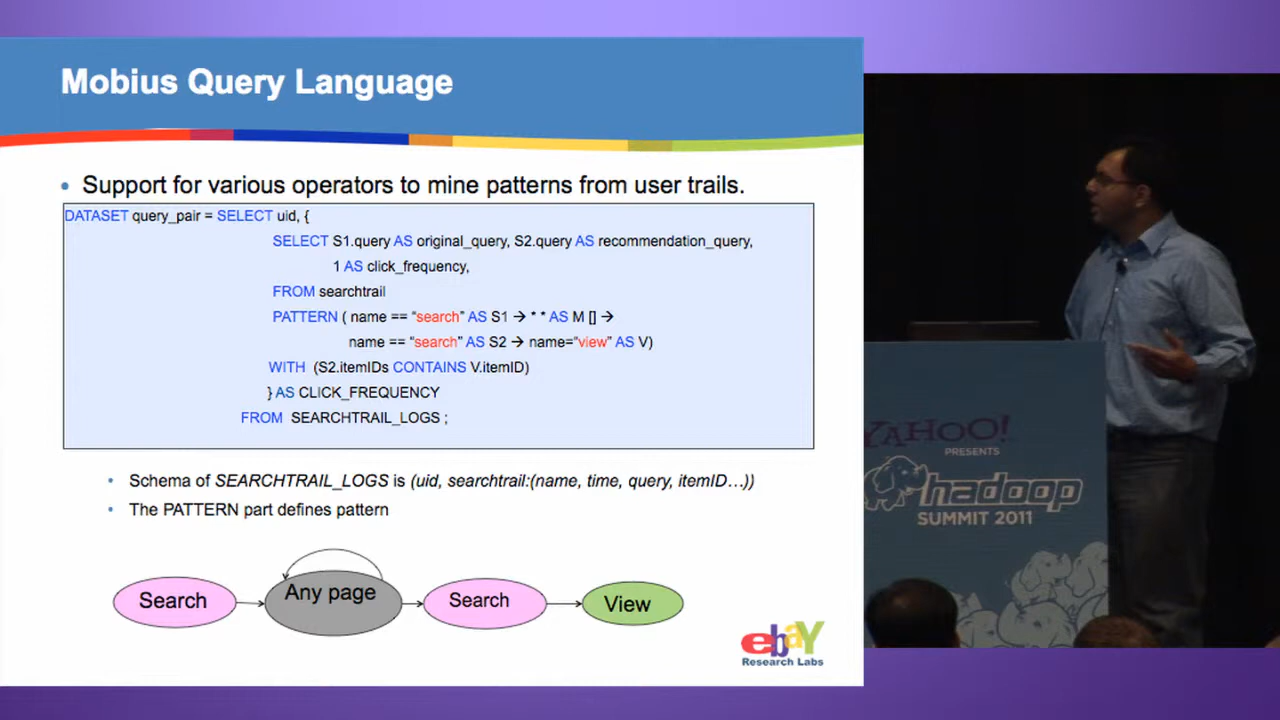 Mobius Query Language
• Support for various operators to mine patterns from user trails.
DATASET query_pair = SELECT uid, {
SELECT S1.query AS original_query, S2.query AS recommendation_query,
1 AS click_frequency,
FROM searchtrail
PATTERN ( name == “search” AS S1 → * * AS M [] →
name == “search” AS S2 → name=“view” AS V)
WITH (S2.itemIDs CONTAINS V.itemID)
} AS CLICK_FREQUENCY
FROM SEARCHTRAIL_LOGS ;
• Schema of SEARCHTRAIL_LOGS is (uid, searchtrail:(name, time, query, itemID…))
• The PATTERN part defines pattern
Search
Any page
Search
View
ebaY
Research Labs
YAHOO!
PRESENTS
hadoop
SUMMIT 2011